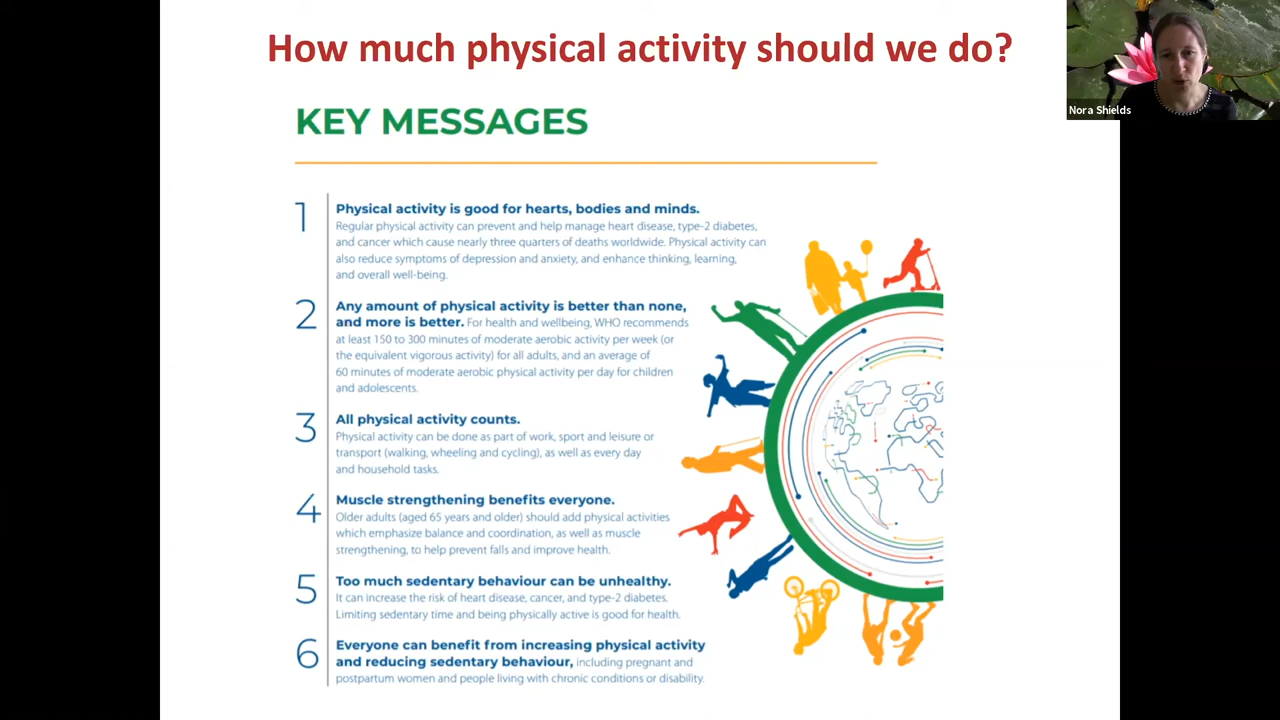 How much physical activity should we do?
Nora Shields
KEY MESSAGES
1
Physical activity is good for hearts, bodies and minds.
Regular physical activity can prevent and help manage heart disease, type-2 diabetes,
and cancer which cause nearly three quarters of deaths worldwide. Physical activity can
also reduce symptoms of depression and anxiety, and enhance thinking, learning,
and overall well-being.
2
Any amount of physical activity is better than none,
and more is better. For health and wellbeing, WHO recommends
at least 150 to 300 minutes of moderate aerobic activity per week (or
the equivalent vigorous activity) for all adults, and an average of
60 minutes of moderate aerobic physical activity per day for children
and adolescents.
3
All physical activity counts.
Physical activity can be done as part of work, sport and leisure or
transport (walking, wheeling and cycling), as well as every day
and household tasks.
4
Muscle strengthening benefits everyone.
Older adults (aged 65 years and older) should add physical activities
which emphasize balance and coordination, as well as muscle
strengthening, to help prevent falls and improve health.
5
Too much sedentary behaviour can be unhealthy.
It can increase the risk of heart disease, cancer, and type-2 diabetes.
Limiting sedentary time and being physically active is good for health.
6
Everyone can benefit from increasing physical activity
and reducing sedentary behaviour, including pregnant and
postpartum women and people living with chronic conditions or disability.